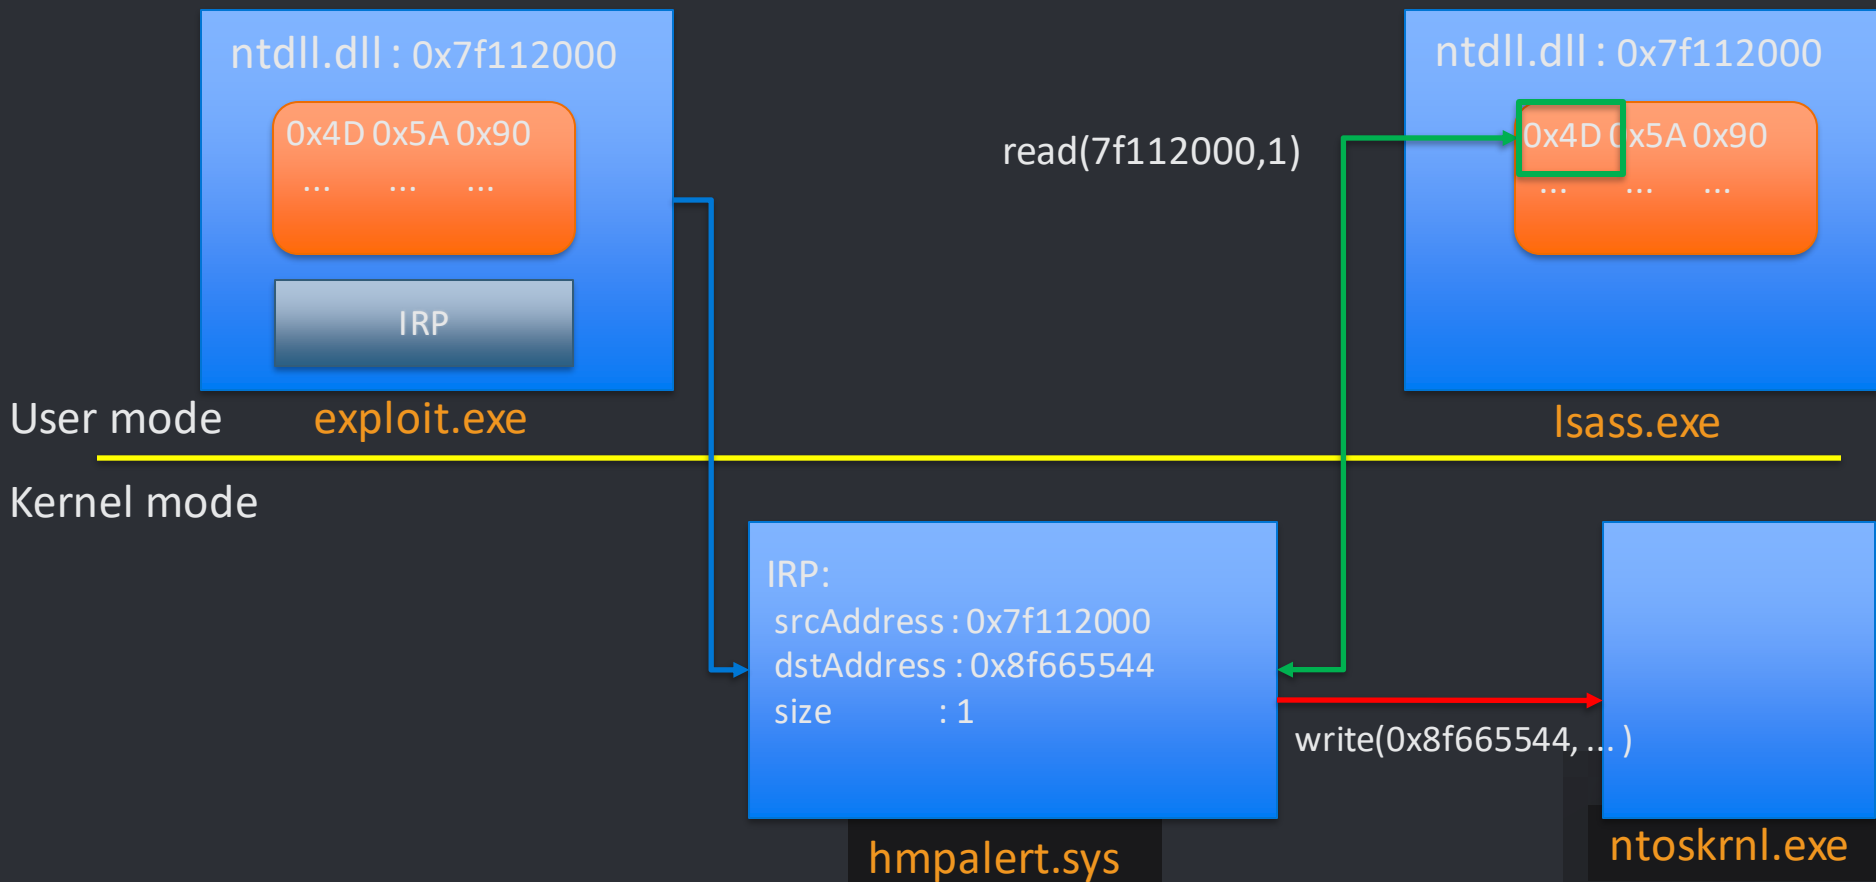 ntdll.dll : 0x7f112000
0x4D 0x5A 0x90
... ... ...
IRP
User mode
exploit.exe
read(7f112000,1)
ntdll.dll : 0x7f112000
0x4D 0x5A 0x90
... ... ...
lsass.exe
Kernel mode
IRP:
srcAddress : 0x7f112000
dstAddress : 0x8f665544
size : 1
hmpalert.sys
write(0x8f665544, ... )
ntoskrnl.exe